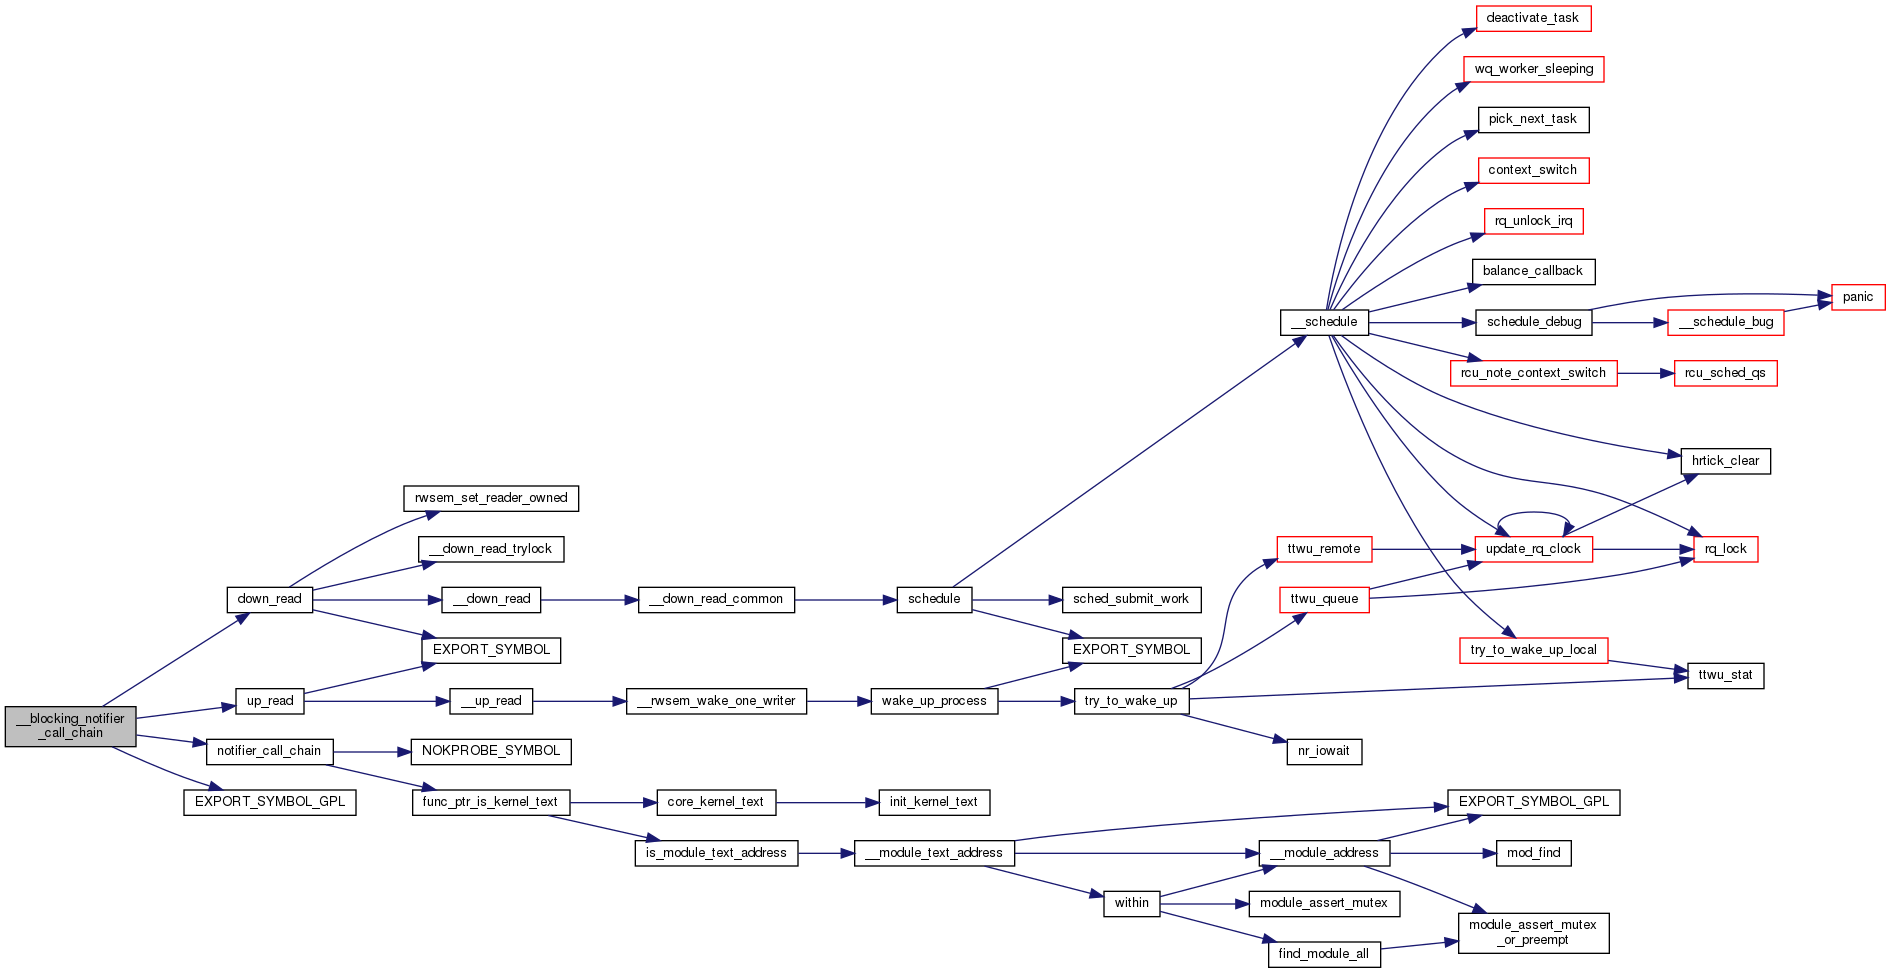 deactivate_task
wq_worker_sleeping
pick_next_task
context_switch
rq_unlock_irq
balance_callback
panic
__schedule
schedule_debug
__schedule_bug
rcu_note_context_switch
rcu_sched_qs
hrtick_clear
rwsem_set_reader_owned
__down_read_trylock
ttwu_remote
update_rq_clock
rq_lock
down_read
__down_read
__down_read_common
schedule
sched_submit_work
ttwu_queue
EXPORT_SYMBOL
EXPORT_SYMBOL
try_to_wake_up_local
ttwu_stat
up_read
__up_read
__rwsem_wake_one_writer
wake_up_process
try_to_wake_up
__blocking_notifier
_call_chain
notifier_call_chain
NOKPROBE_SYMBOL
nr_iowait
EXPORT_SYMBOL_GPL
func_ptr_is_kernel_text
core_kernel_text
init_kernel_text
EXPORT_SYMBOL_GPL
is_module_text_address
__module_text_address
__module_address
mod_find
within
module_assert_mutex
module_assert_mutex
_or_preempt
find_module_all